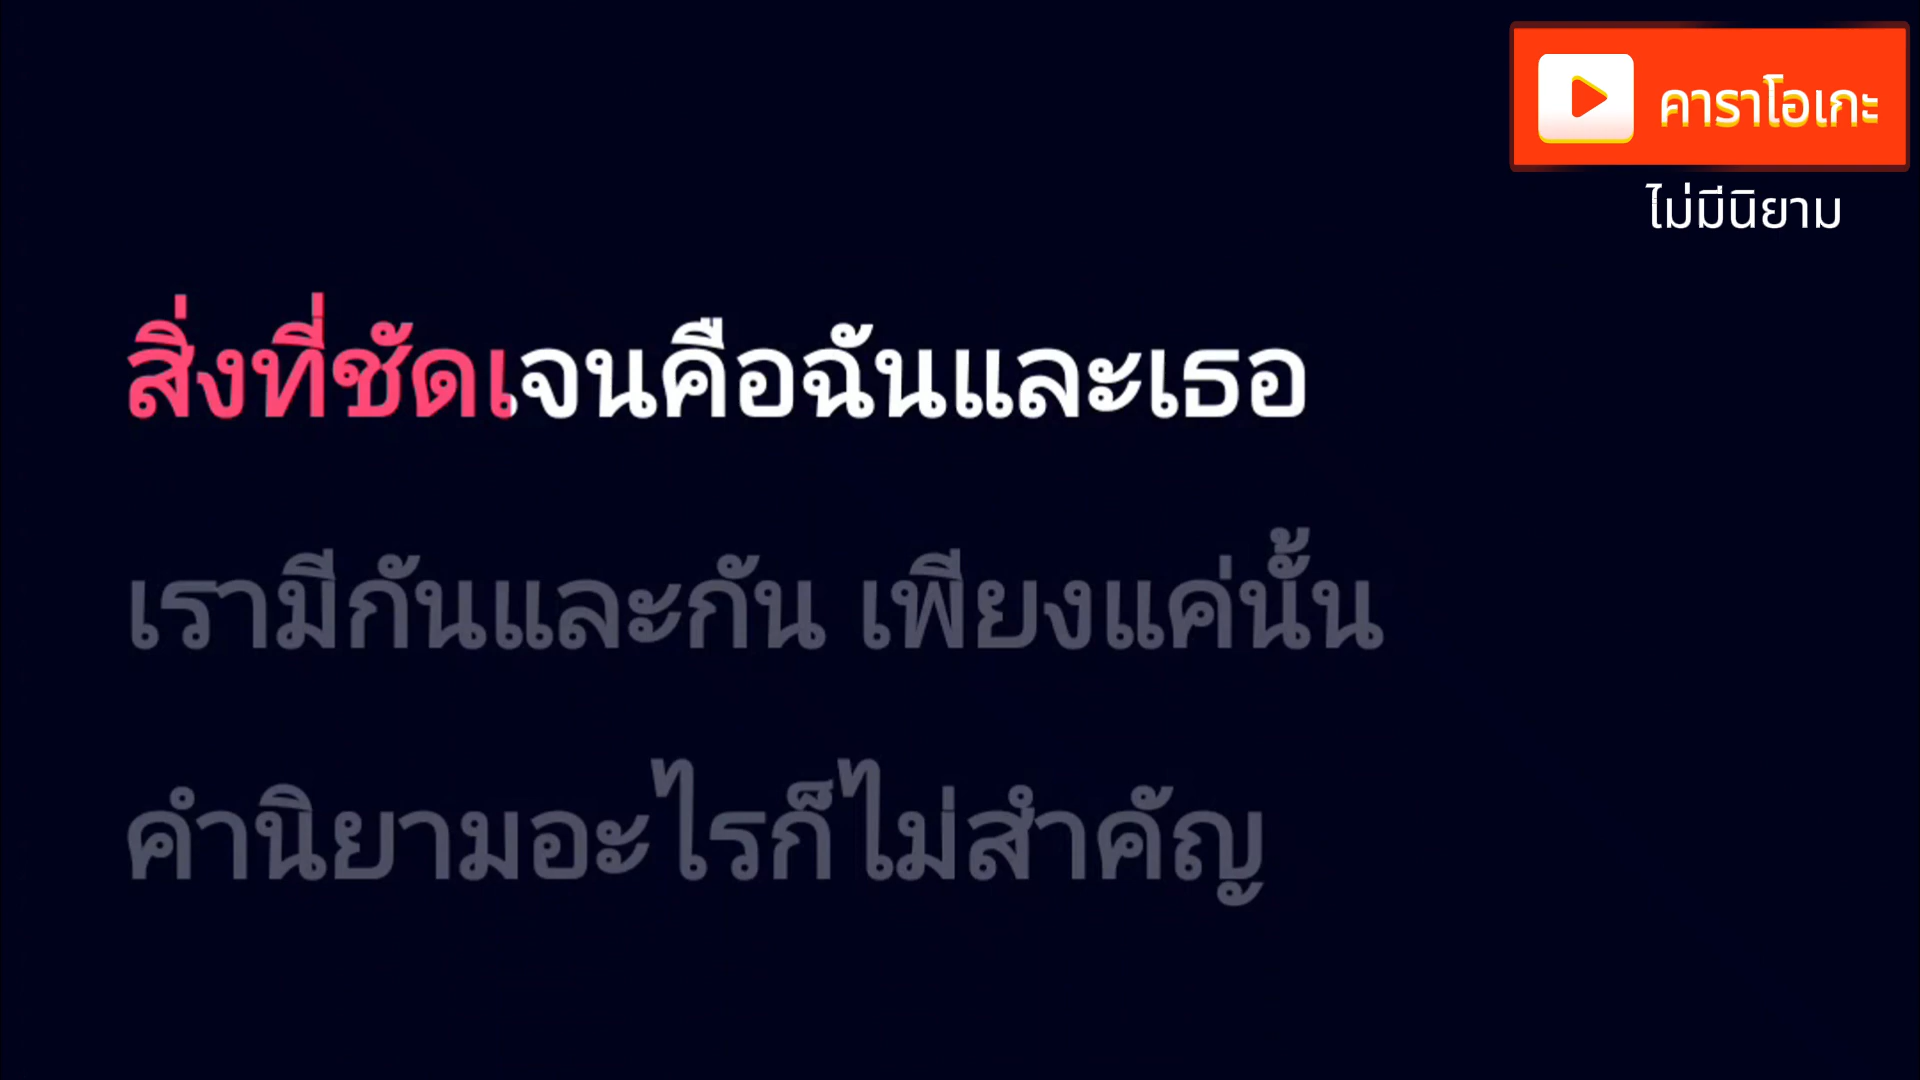 คาราโอเกะ
ไม่มีนิยาม
สิ่งที่ชัดเจนคือฉันและเธอ
เรามีกันและกัน เพียงแค่นั้น
คำนิยามอะไรก็ไม่สำคัญ